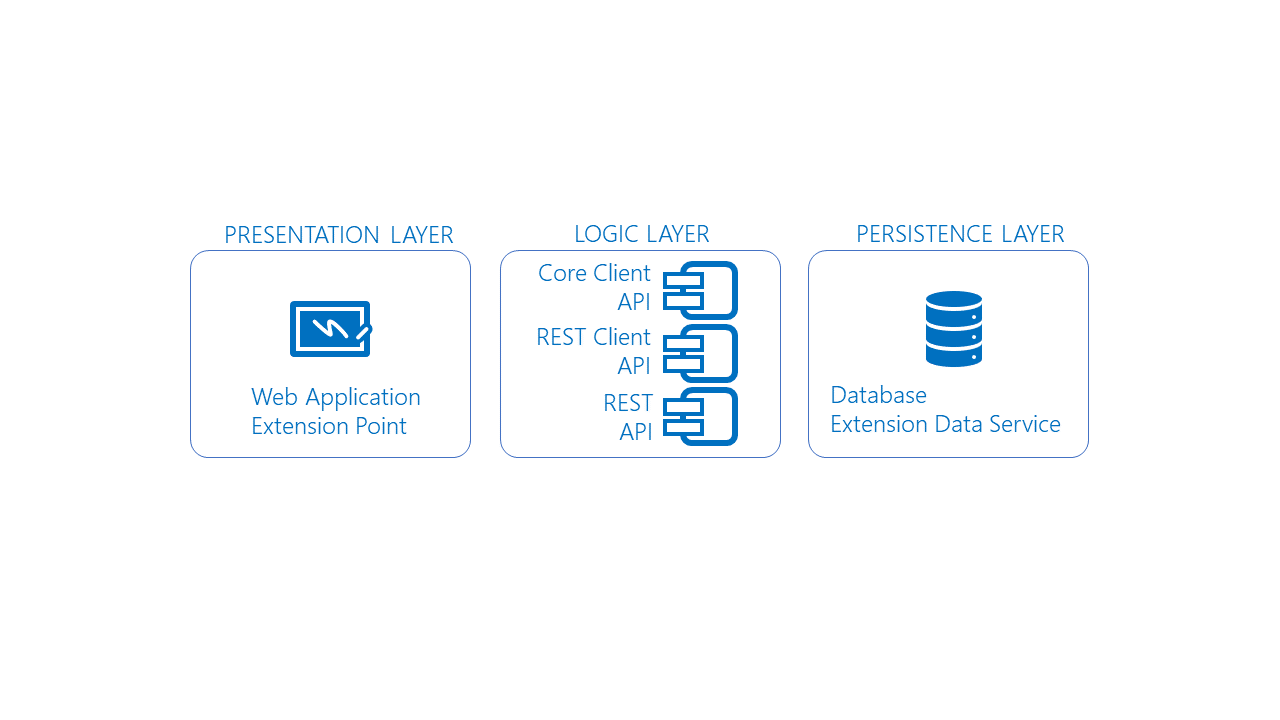 PRESENTATION LAYER
Web Application
Extension Point
LOGIC LAYER
Core Client
API
REST Client
API
REST
API
PERSISTENCE LAYER
Database
Extension Data Service